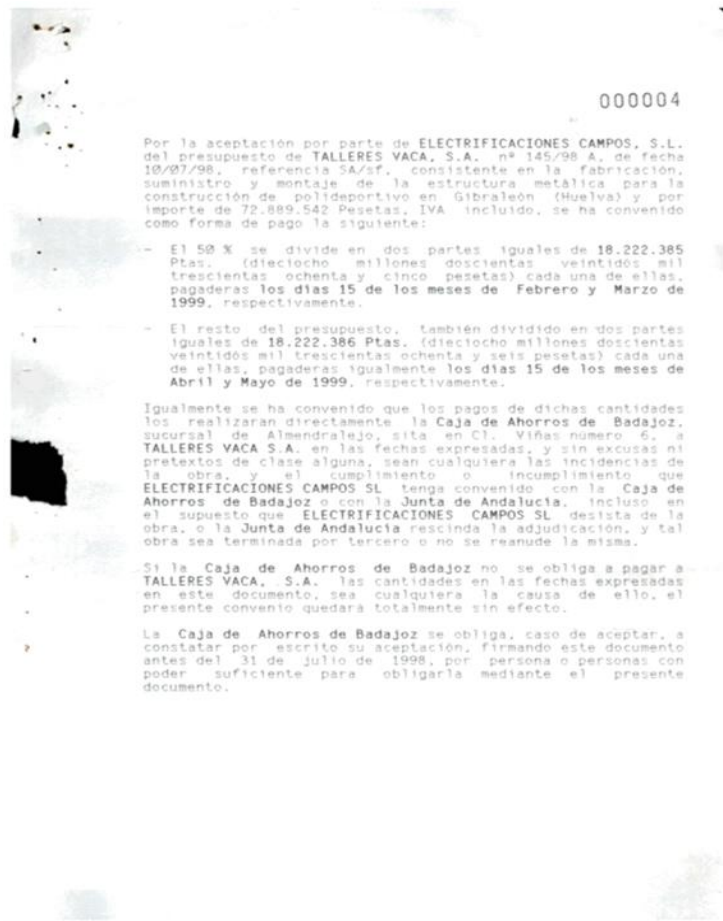 000004
Por la aceptación por parte de ELECTRIFICACIONES CAMPOS, S.L.
del presupuesto de TALLERES VACA, S.A. nº 145/98 A, de fecha
10/07/98, referencia SA/sf, consistente en la fabricación,
suministro y montaje de la estructura metálica para la
construcción de polideportivo en Gibraleón (Huelva) y por
importe de 72.889.542 Pesetas, IVA incluido, se ha convenido
como forma de pago la siguiente:
- El 50 % se divide en dos partes iguales de 18.222.385
Ptas. (dieciocho millones doscientas veintidós mil
trescientas ochenta y cinco pesetas) cada una de ellas,
pagaderas los dias 15 de los meses de Febrero y Marzo de
1999, respectivamente.
- El resto del presupuesto, también dividido en dos partes
iguales de 18.222.386 Ptas. (dieciocho millones doscientas
veintidós mil trescientas ochenta y seis pesetas) cada una
de ellas, pagaderas igualmente los dias 15 de los meses de
Abril y Mayo de 1999, respectivamente.
Igualmente se ha convenido que los pagos de dichas cantidades
los realizaran directamente la Caja de Ahorros de Badajoz,
sucursal de Almendralejo, sita en Cl. Viñas número 6, a
TALLERES VACA S.A. en las fechas expresadas, y sin excusas ni
pretextos de clase alguna, sean cualquiera las incidencias de
la obra, y el cumplimiento o incumplimiento que
ELECTRIFICACIONES CAMPOS SL tenga convenido con la Caja de
Ahorros de Badajoz o con la Junta de Andalucia, incluso en
el supuesto que ELECTRIFICACIONES CAMPOS SL desista de la
obra, o la Junta de Andalucia rescinda la adjudicación, y tal
obra sea terminada por tercero o no se reanude la misma.
Si la Caja de Ahorros de Badajoz no se obliga a pagar a
TALLERES VACA, S.A. las cantidades en las fechas expresadas
en este documento, sea cualquiera la causa de ello, el
presente convenio quedará totalmente sin efecto.
La Caja de Ahorros de Badajoz se obliga, caso de aceptar, a
constatar por escrito su aceptación, firmando este documento
antes del 31 de julio de 1998, por persona o personas con
poder suficiente para obligarla mediante el presente
documento.